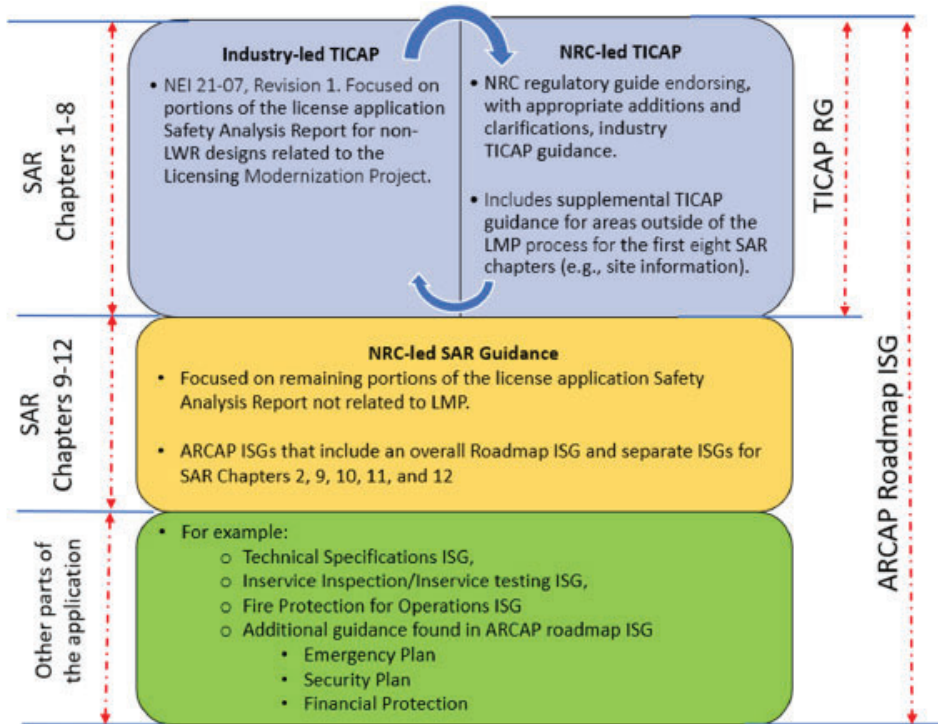 Industry-led TICAP
• NEI 21-07, Revision 1. Focused on
portions of the license application
Safety Analysis Report for non-
LWR designs related to the
Licensing Modernization Project.
NRC-led TICAP
• NRC regulatory guide endorsing,
with appropriate additions and
clarifications, industry
TICAP guidance.
• Includes supplemental TICAP
guidance for areas outside of the
LMP process for the first eight SAR
chapters (e.g., site information).
SAR
Chapters 1-8
TICAP RG
NRC-led SAR Guidance
• Focused on remaining portions of the license application Safety
Analysis Report not related to LMP.
• ARCAP ISGs that include an overall Roadmap ISG and separate ISGs for
SAR Chapters 2, 9, 10, 11, and 12
SAR
Chapters 9-12
ARCAP Roadmap ISG
• For example:
o Technical Specifications ISG,
o Inservice Inspection/Inservice testing ISG,
o Fire Protection for Operations ISG
o Additional guidance found in ARCAP roadmap ISG
• Emergency Plan
• Security Plan
• Financial Protection
Other parts of
the application